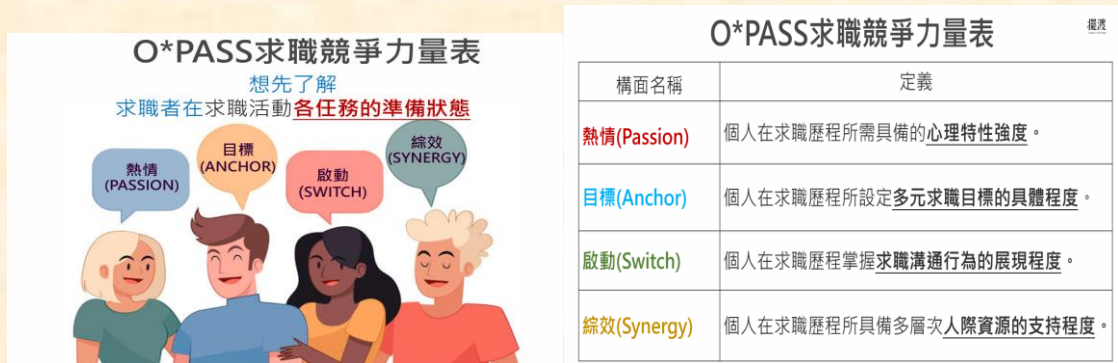 O*PASS求職競爭力量表
想先了解
求職者在求職活動各任務的準備狀態
熱情
(PASSION)
目標
(ANCHOR)
啟動
(SWITCH)
綜效
(SYNERGY)
O*PASS求職競爭力量表
構面名稱 定義
熱情(Passion) 個人在求職歷程所需具備的心理特性強度。
目標(Anchor) 個人在求職歷程所設定多元求職目標的具體程度。
啟動(Switch) 個人在求職歷程掌握求職溝通行為的展現程度。
綜效(Synergy) 個人在求職歷程所具備多層次人際資源的支持程度。